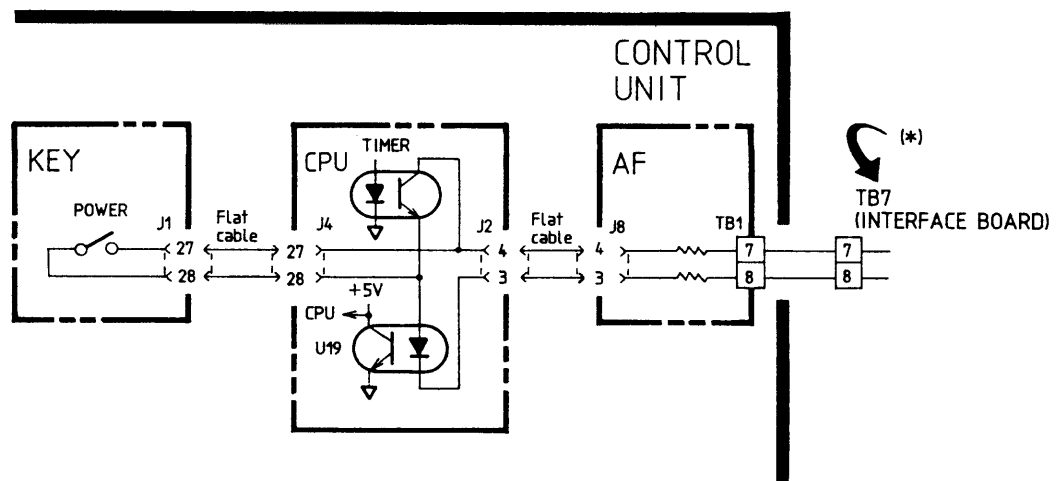 CONTROL
UNIT
KEY
CPU
TIMER
AF
(*)
TB7
(INTERFACE BOARD)
POWER
J1
Flat
cable
J4
J2
Flat
cable
J8
TB1
27
27
4
4
7
7
28
28
3
3
8
8
+5V
CPU
U19